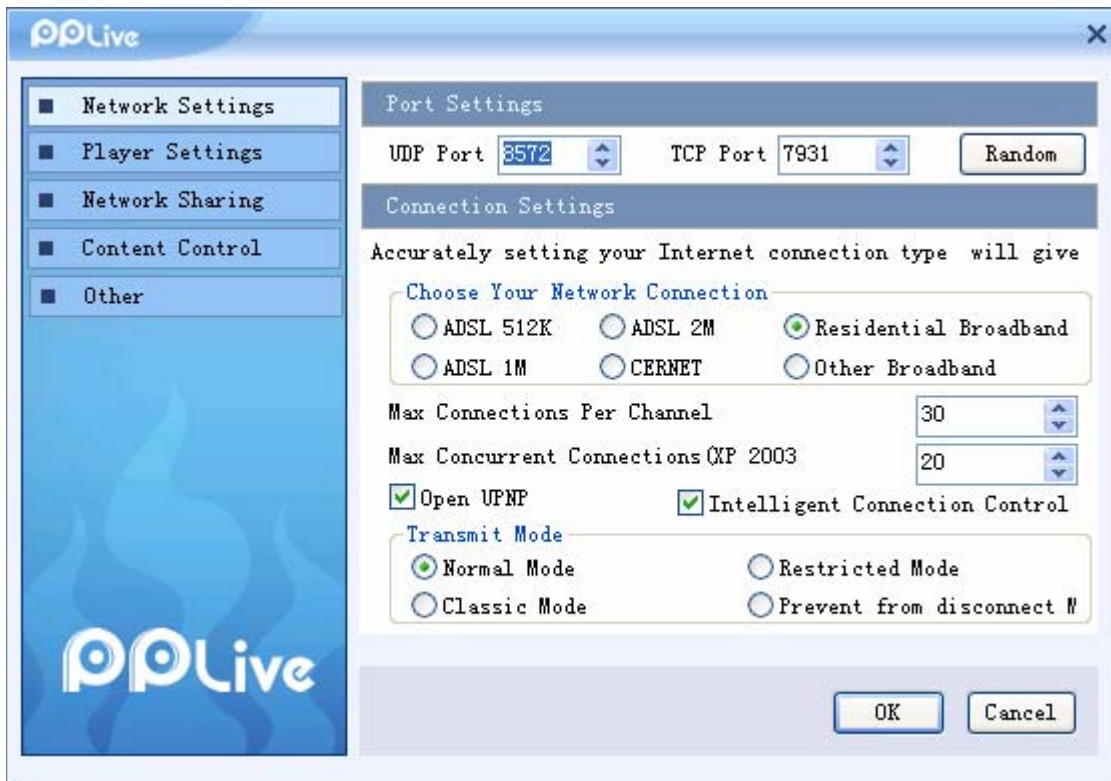 PPLive
Network Settings
Player Settings
Network Sharing
Content Control
Other
PPLive
Port Settings
UDP Port 8572 TCP Port 7931 Random
Connection Settings
Accurately setting your Internet connection type will give
Choose Your Network Connection
ADSL 512K ADSL 2M Residential Broadband
ADSL 1M CERNET Other Broadband
Max Connections Per Channel 30
Max Concurrent Connections(XP 2003 20
Open UPNP Intelligent Connection Control
Transmit Mode
Normal Mode Restricted Mode
Classic Mode Prevent from disconnect
OK Cancel